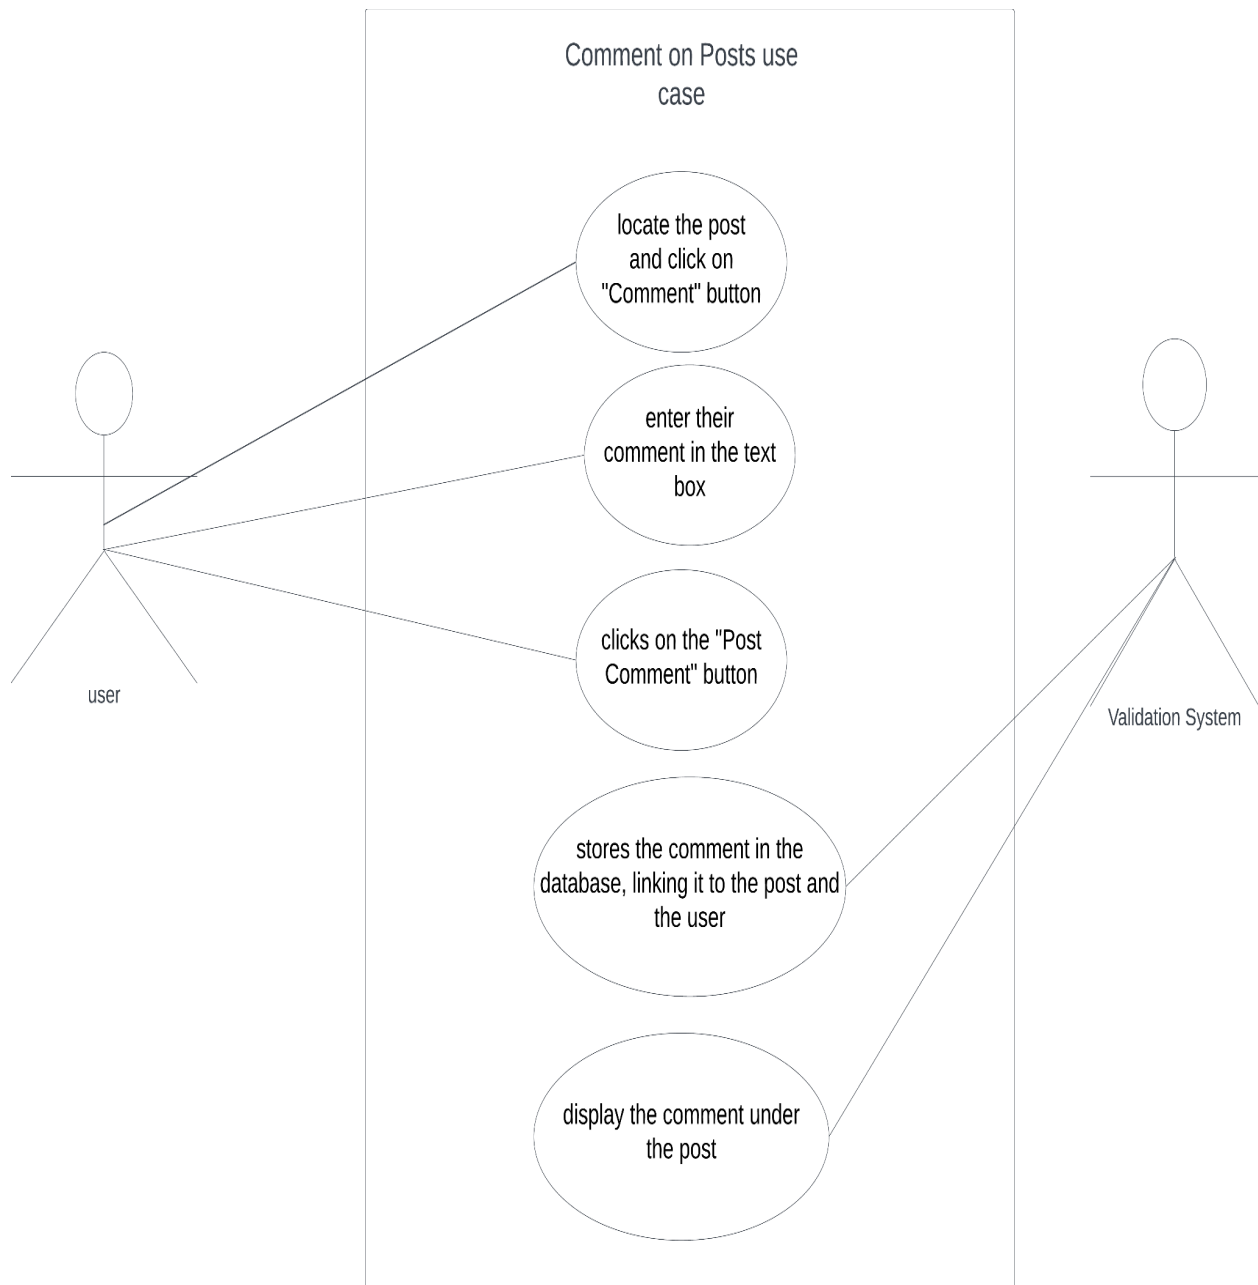 Comment on Posts use
case
locate the post
and click on
"Comment" button
enter their
comment in the text
box
clicks on the "Post
Comment" button
user
Validation System
stores the comment in the
database, linking it to the post and
the user
display the comment under
the post